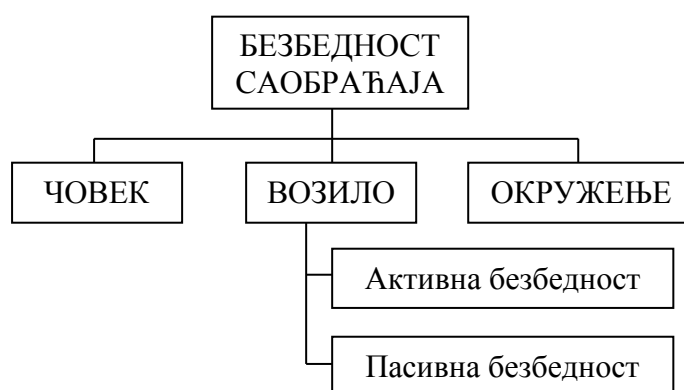 БЕЗБЕДНОСТ
САОБРАЋАЈА
ЧОВЕК
ВОЗИЛО
ОКРУЖЕЊЕ
Активна безбедност
Пасивна безбедност